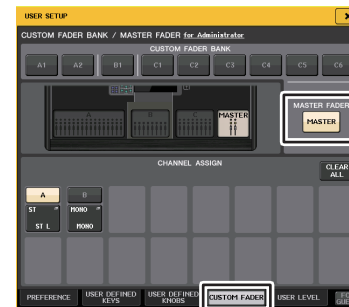 USER SETUP
CUSTOM FADER BANK / MASTER FADER for Administrator
CUSTOM FADER BANK
A1 A2 B1 C1 C2 C3 C4 C5 C6
A B C MASTER
MASTER FADER
MASTER
CHANNEL ASSIGN
CLEAR ALL
A B
ST MONO
ST L MONO
PREFERENCE USER DEFINED KEYS USER DEFINED KNOBS CUSTOM FADER USER LEVEL